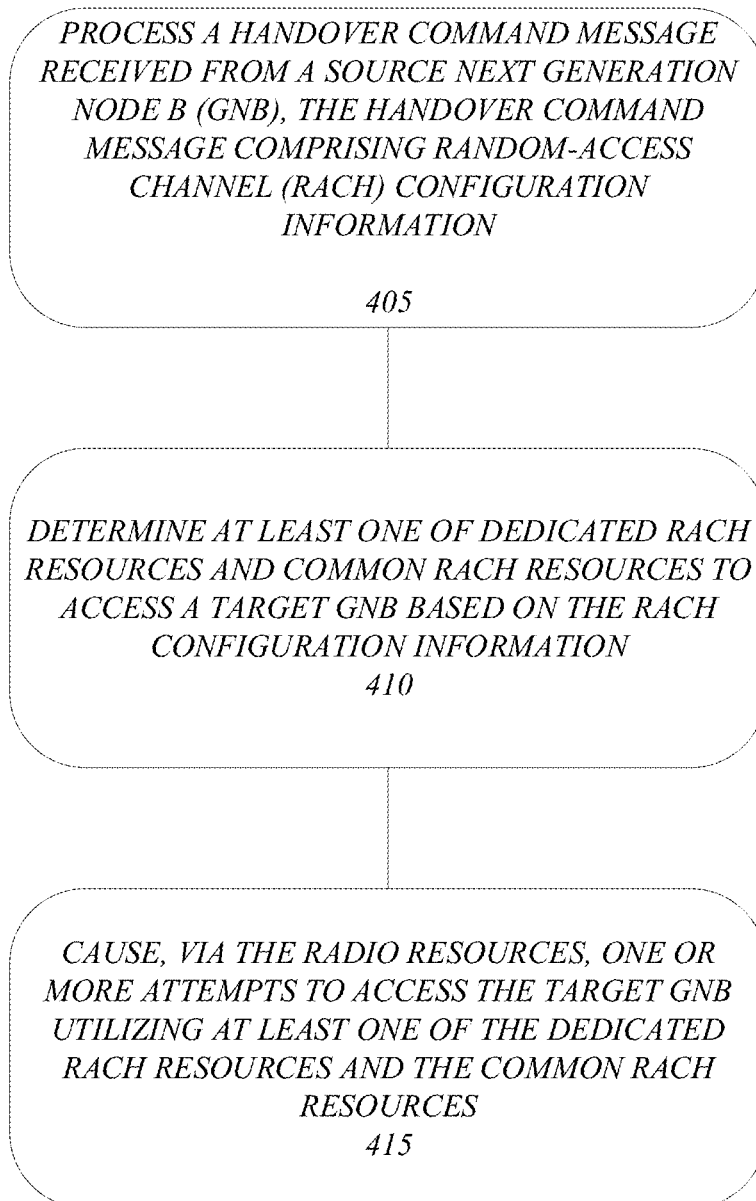 PROCESS A HANDOVER COMMAND MESSAGE
RECEIVED FROM A SOURCE NEXT GENERATION
NODE B (GNB), THE HANDOVER COMMAND
MESSAGE COMPRISING RANDOM-ACCESS
CHANNEL (RACH) CONFIGURATION
INFORMATION
405
DETERMINE AT LEAST ONE OF DEDICATED RACH
RESOURCES AND COMMON RACH RESOURCES TO
ACCESS A TARGET GNB BASED ON THE RACH
CONFIGURATION INFORMATION
410
CAUSE, VIA THE RADIO RESOURCES, ONE OR
MORE ATTEMPTS TO ACCESS THE TARGET GNB
UTILIZING AT LEAST ONE OF THE DEDICATED
RACH RESOURCES AND THE COMMON RACH
RESOURCES
415